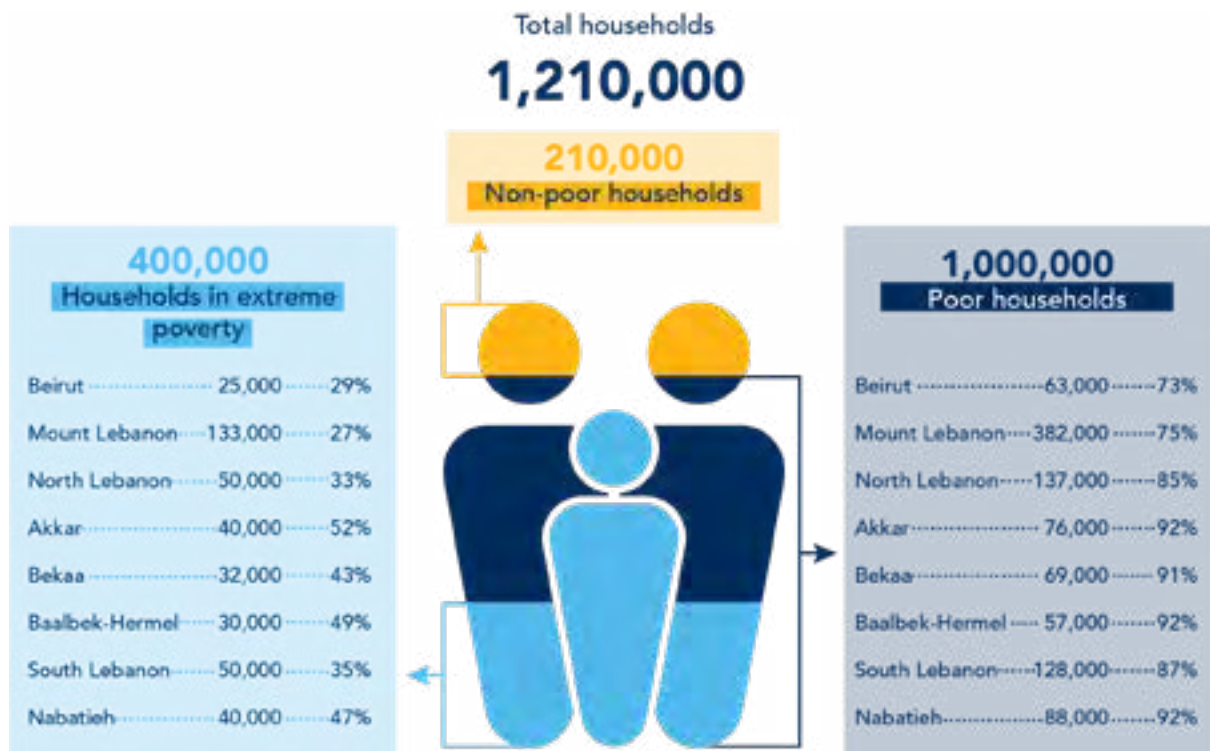 Total households
1,210,000
210,000
Non-poor households
400,000
Households in extreme
poverty
Beirut 25,000 29%
Mount Lebanon 133,000 27%
North Lebanon 50,000 33%
Akkar 40,000 52%
Bekaa 32,000 43%
Baalbek-Hermel 30,000 49%
South Lebanon 50,000 35%
Nabatieh 40,000 47%
1,000,000
Poor households
Beirut 63,000 73%
Mount Lebanon 382,000 75%
North Lebanon 137,000 85%
Akkar 76,000 92%
Bekaa 69,000 91%
Baalbek-Hermel 57,000 92%
South Lebanon 128,000 87%
Nabatieh 88,000 92%